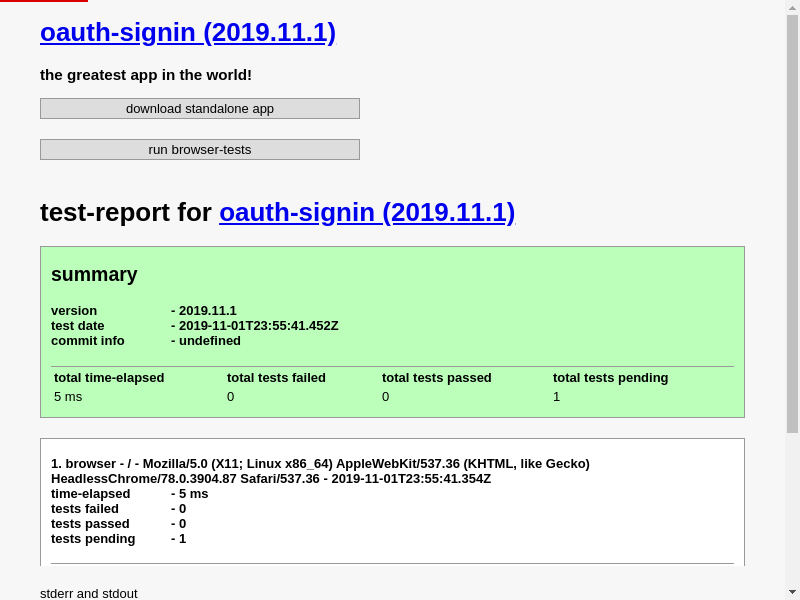 oauth-signin (2019.11.1)
the greatest app in the world!
download standalone app
run browser-tests
test-report for oauth-signin (2019.11.1)
summary
version - 2019.11.1
test date - 2019-11-01T23:55:41.452Z
commit info - undefined
total time-elapsed total tests failed total tests passed total tests pending
5 ms 0 0 1
1. browser - / - Mozilla/5.0 (X11; Linux x86_64) AppleWebKit/537.36 (KHTML, like Gecko)
HeadlessChrome/78.0.3904.87 Safari/537.36 - 2019-11-01T23:55:41.354Z
time-elapsed - 5 ms
tests failed - 0
tests passed - 0
tests pending - 1
stderr and stdout